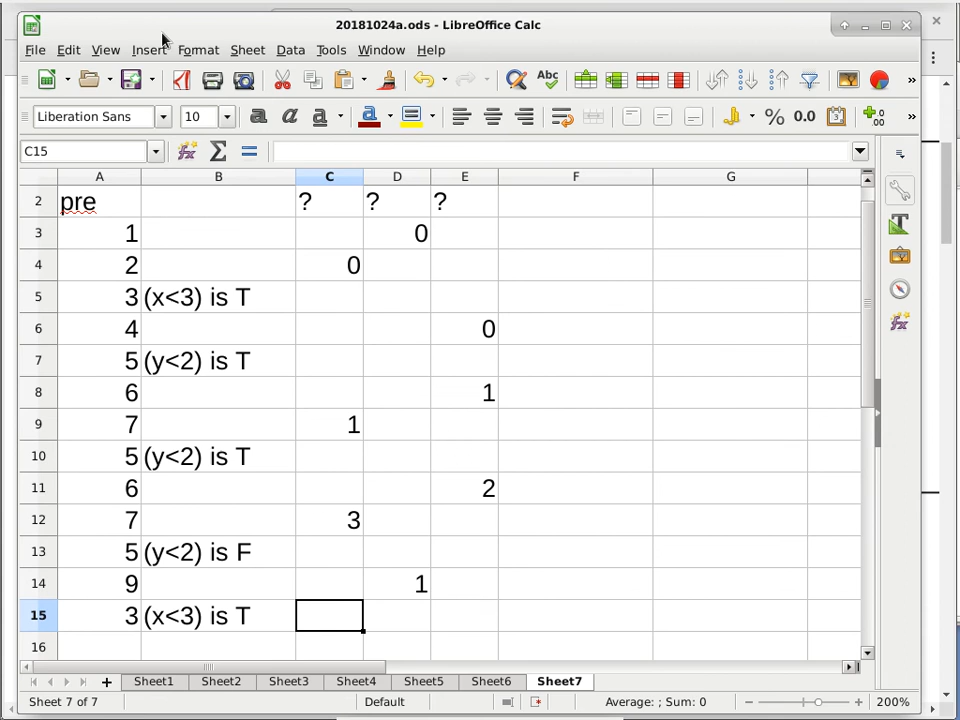 20181024a.ods - LibreOffice Calc
File Edit View Insert Format Sheet Data Tools Window Help
Abc
Liberation Sans 10 a a a % 0.0
C15
A B C D E F G
2 pre ? ? ?
3 1 0
4 2 0
5 3 (x<3) is T
6 4 0
7 5 (y<2) is T
8 6 1
9 7 1
10 5 (y<2) is T
11 6 2
12 7 3
13 5 (y<2) is F
14 9 1
15 3 (x<3) is T
16
Sheet1 Sheet2 Sheet3 Sheet4 Sheet5 Sheet6 Sheet7
Sheet 7 of 7 Default Average: ; Sum: 0 200%